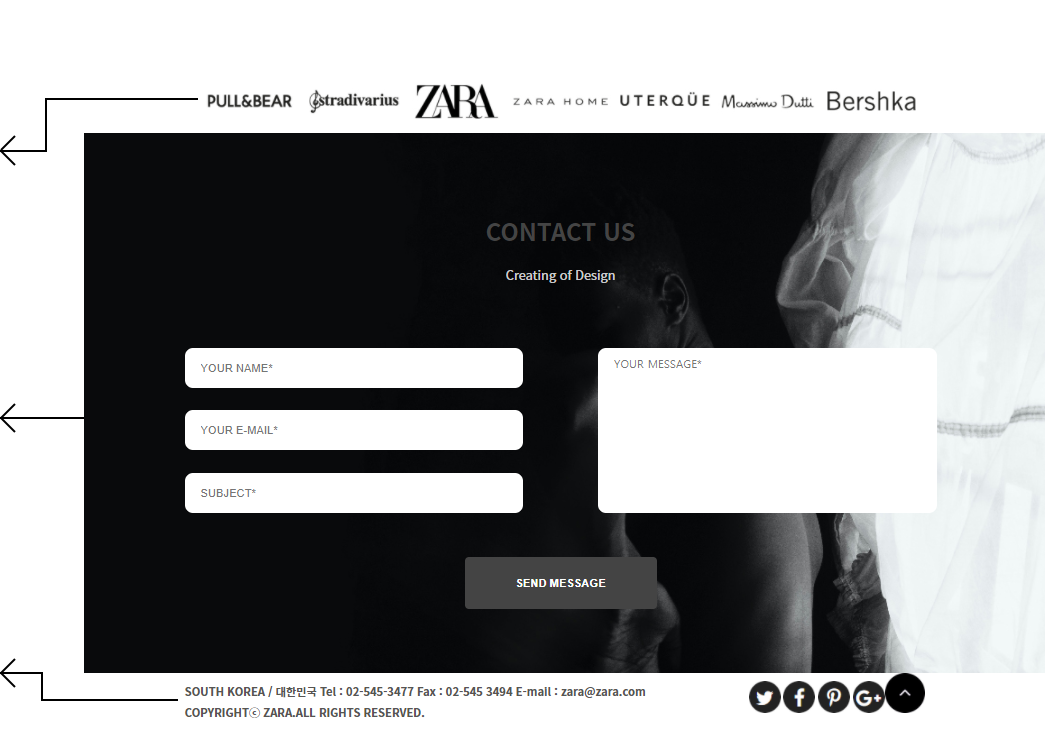 PULL&BEAR stradivarius ZARA ZARA HOME UTERQÜE Massimo Dutti Bershka
CONTACT US
Creating of Design
YOUR NAME*
YOUR E-MAIL*
SUBJECT*
YOUR MESSAGE*
SEND MESSAGE
SOUTH KOREA / 대한민국 Tel : 02-545-3477 Fax : 02-545 3494 E-mail : zara@zara.com
COPYRIGHTⓒ ZARA.ALL RIGHTS RESERVED.
G+